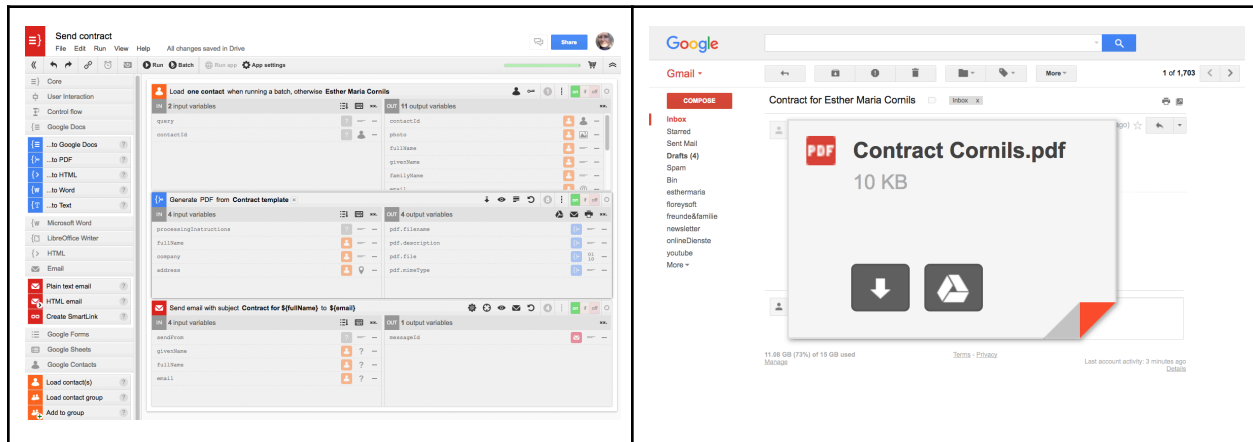 Send contract
File Edit Run View Help All changes saved in Drive
Share
Run Batch Run app App settings
Core
User Interaction
Control flow
Google Docs
...to Google Docs
...to PDF
...to HTML
...to Word
...to Text
Microsoft Word
LibreOffice Writer
HTML
Email
Plain text email
HTML email
Create SmartLink
Google Forms
Google Sheets
Google Contacts
Load contact(s)
Load contact group
Add to group
Load one contact when running a batch, otherwise Esther Maria Cornils
IN 2 input variables
OUT 11 output variables
query
contactId
contactId
photo
fullName
givenName
familyName
email
Generate PDF from Contract template
IN 4 input variables
OUT 4 output variables
processingInstructions
fullName
company
address
pdf.filename
pdf.description
pdf.file
pdf.mimeType
Send email with subject Contract for ${fullName} to ${email}
IN 4 input variables
OUT 1 output variables
sendFrom
givenName
fullName
email
messageId
Google
Gmail
More
1 of 1,703
COMPOSE
Inbox
Starred
Sent Mail
Drafts (4)
Spam
Bin
esthermaria
floreysoft
freunde&familie
newsletter
onlineDienste
youtube
More
Contract for Esther Maria Cornils Inbox x
ago)
PDF
Contract Cornils.pdf
10 KB
11.08 GB (73%) of 15 GB used
Manage
Terms - Privacy
Last account activity: 3 minutes ago
Details